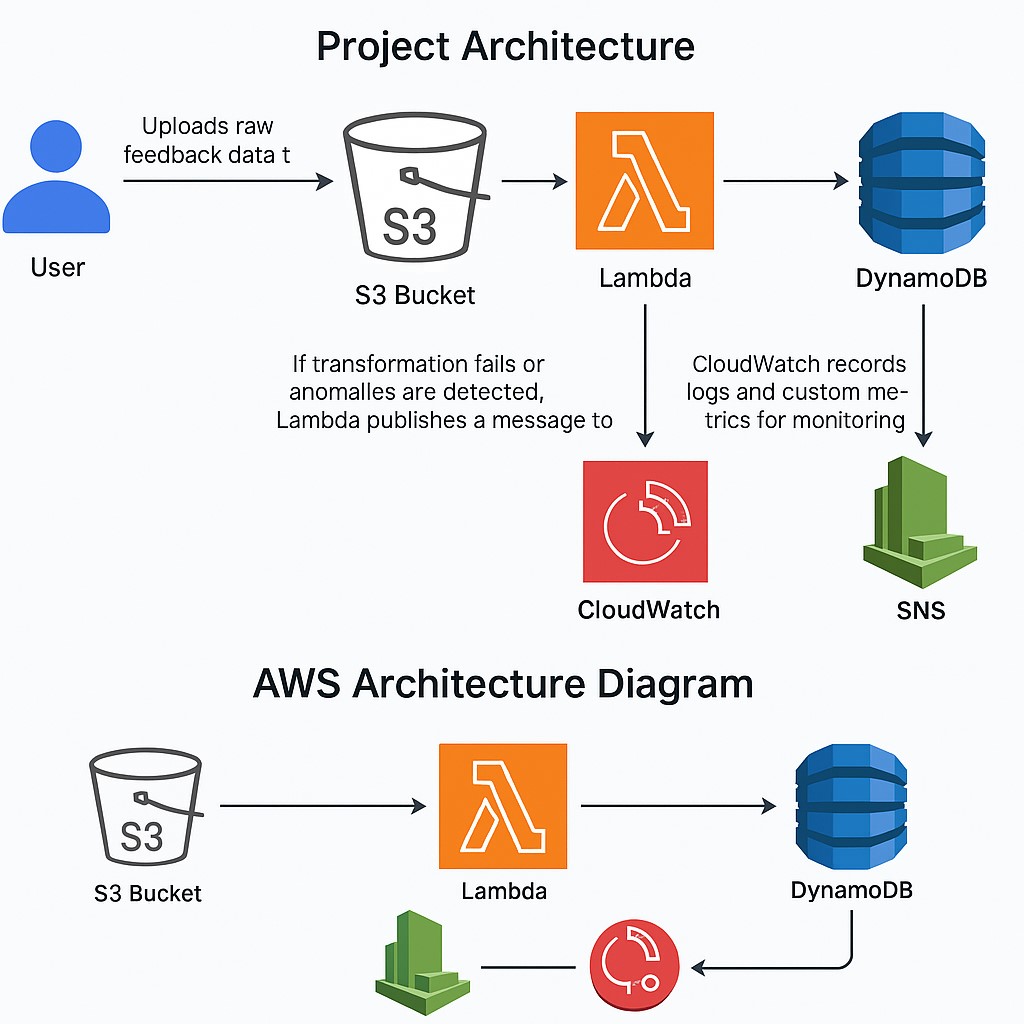 Project Architecture
Uploads raw
feedback data t
S3
User
S3 Bucket
Lambda
DynamoDB
If transformation fails or
anomalles are detected,
Lambda publishes a message to
CloudWatch records
logs and custom me-
trics for monitoring
CloudWatch
SNS
AWS Architecture Diagram
S3
S3 Bucket
Lambda
DynamoDB